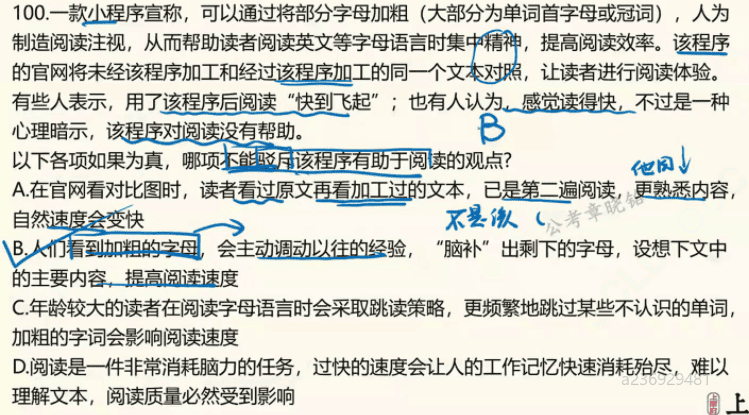 100.一款小程序宣称，可以通过将部分字母加粗（大部分为单词首字母或冠词），人为
制造阅读注视，从而帮助读者阅读英文等字母语言时集中精神，提高阅读效率。该程序
的官网将未经该程序加工和经过该程序加工的同一个文本对照，让读者进行阅读体验。
有些人表示，用了该程序后阅读“快到飞起”；也有人认为，感觉读得快，不过是一种
心理暗示，该程序对阅读没有帮助。
B
以下各项如果为真，哪项不能驳斥该程序有助于阅读的观点？
他因
A.在官网看对比图时，读者看过原文再看加工过的文本，已是第二遍阅读，更熟悉内容，
自然速度会变快
不是他因
公考章晓铭
B.人们看到加粗的字母，会主动调动以往的经验，“脑补”出剩下的字母，设想下文中
的主要内容，提高阅读速度
C.年龄较大的读者在阅读字母语言时会采取跳读策略，更频繁地跳过某些不认识的单词，
加粗的字词会影响阅读速度
D.阅读是一件非常消耗脑力的任务，过快的速度会让人的工作记忆快速消耗殆尽，难以
理解文本，阅读质量必然受到影响
a236929481
上